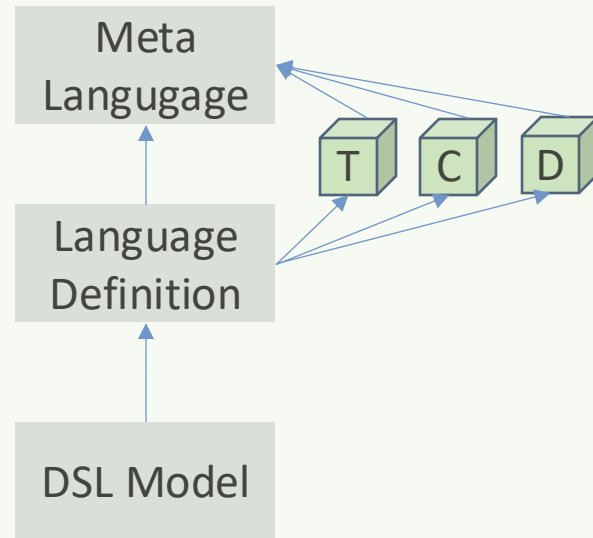 Meta
Langugage
T
C
D
Language
Definition
DSL Model